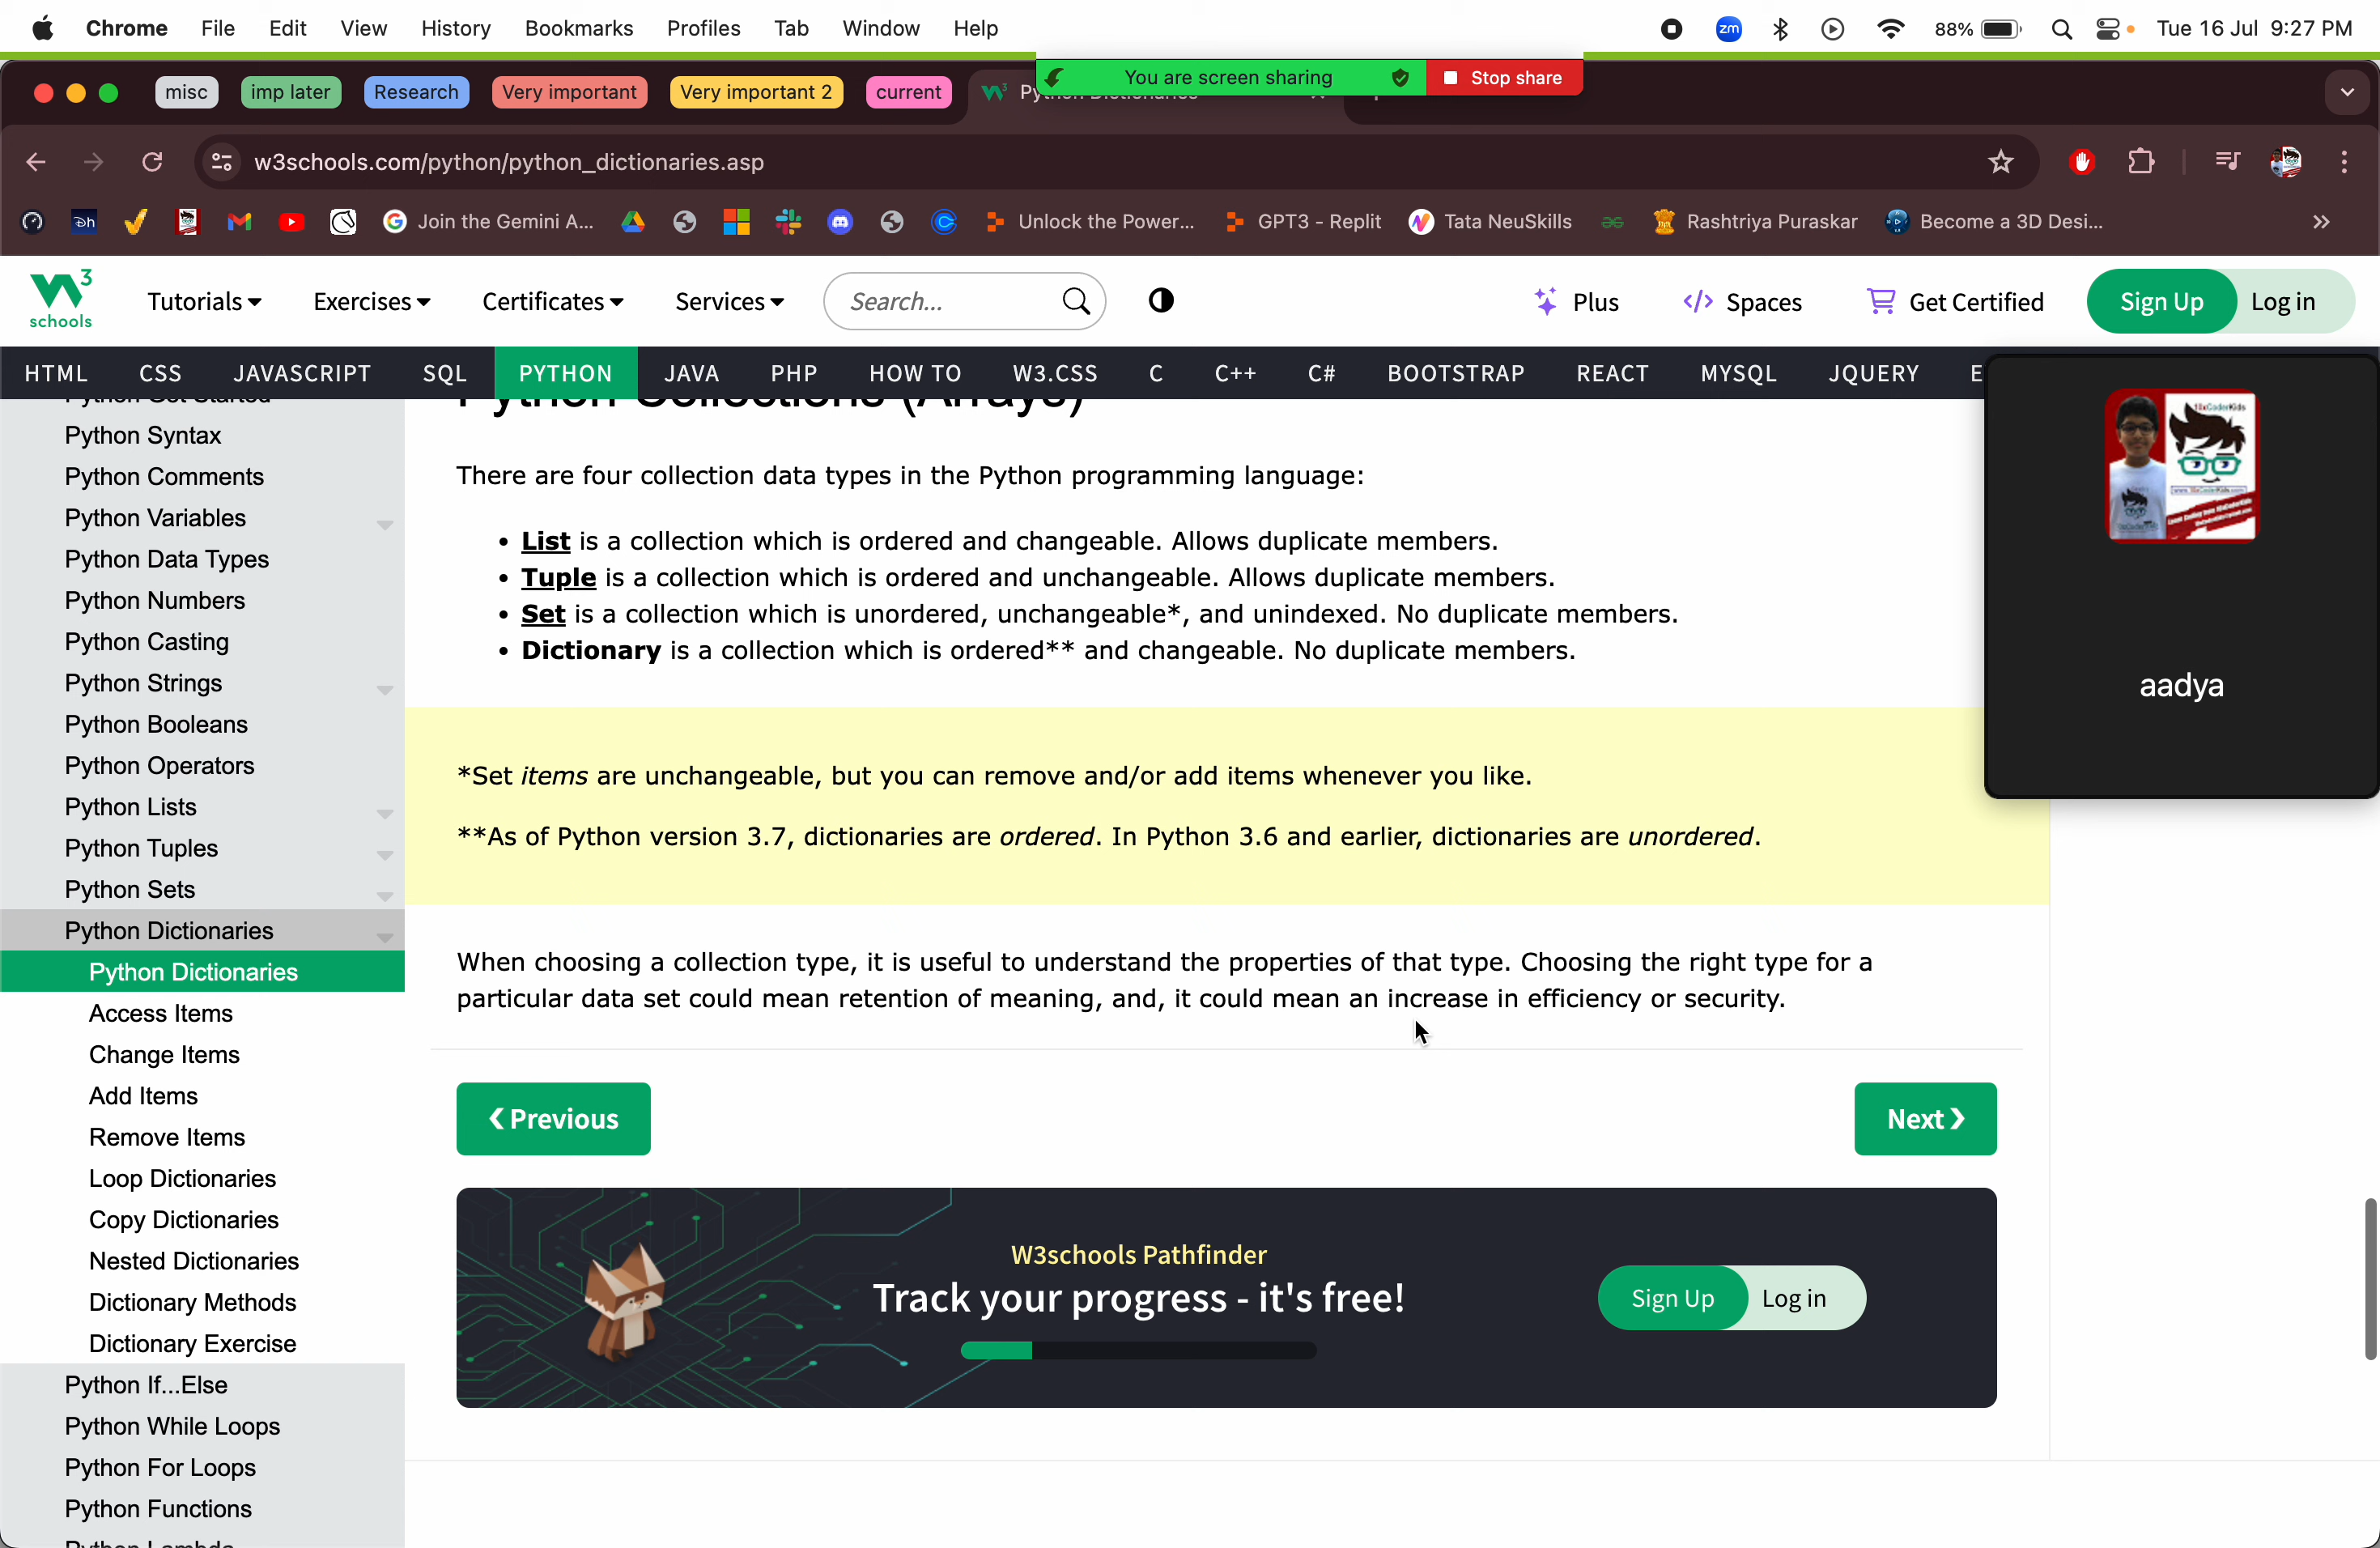 Chrome File Edit View History Bookmarks Profiles Tab Window Help
zm 88% Tue 16 Jul 9:27 PM
You are screen sharing Stop share
misc imp later Research Very important Very important 2 current
w3schools.com/python/python_dictionaries.asp
Join the Gemini A... Unlock the Power... GPT3 - Replit Tata NeuSkills Rashtriya Puraskar Become a 3D Desi...
schools Tutorials Exercises Certificates Services Search... Plus Spaces Get Certified Sign Up Log in
HTML CSS JAVASCRIPT SQL PYTHON JAVA PHP HOW TO W3.CSS C C++ C# BOOTSTRAP REACT MYSQL JQUERY
Python Syntax
Python Comments
Python Variables
Python Data Types
Python Numbers
Python Casting
Python Strings
Python Booleans
Python Operators
Python Lists
Python Tuples
Python Sets
Python Dictionaries
Python Dictionaries
Access Items
Change Items
Add Items
Remove Items
Loop Dictionaries
Copy Dictionaries
Nested Dictionaries
Dictionary Methods
Dictionary Exercise
Python If...Else
Python While Loops
Python For Loops
Python Functions
Python Collections (Arrays)
There are four collection data types in the Python programming language:
• List is a collection which is ordered and changeable. Allows duplicate members.
• Tuple is a collection which is ordered and unchangeable. Allows duplicate members.
• Set is a collection which is unordered, unchangeable*, and unindexed. No duplicate members.
• Dictionary is a collection which is ordered** and changeable. No duplicate members.
*Set items are unchangeable, but you can remove and/or add items whenever you like.
**As of Python version 3.7, dictionaries are ordered. In Python 3.6 and earlier, dictionaries are unordered.
When choosing a collection type, it is useful to understand the properties of that type. Choosing the right type for a
particular data set could mean retention of meaning, and, it could mean an increase in efficiency or security.
❮ Previous Next ❯
W3schools Pathfinder
Track your progress - it's free!
Sign Up Log in
aadya